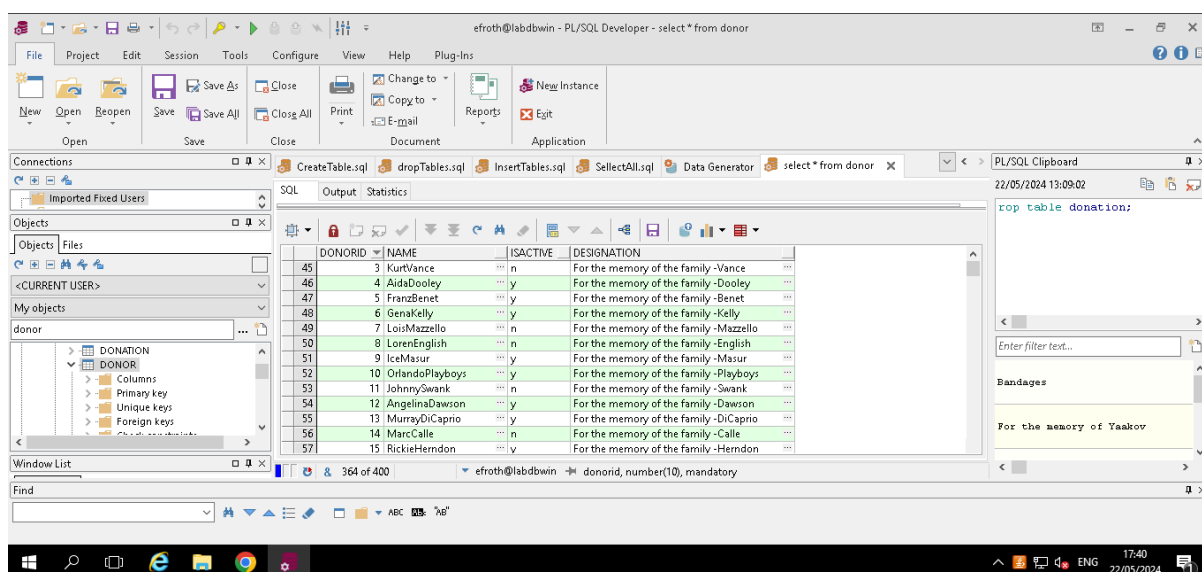 efroth@labdbwin - PL/SQL Developer - select * from donor
File Project Edit Session Tools Configure View Help Plug-Ins
New Open Reopen Save Save As Save All Close Close All Print Change to Copy to E-mail Reports New Instance Exit
Open Save Close Document Application
Connections
CreateTable.sql dropTables.sql InsertTables.sql SellectAll.sql Data Generator select * from donor
PL/SQL Clipboard
SQL Output Statistics
22/05/2024 13:09:02
Imported Fixed Users
rop table donation;
Objects
Objects Files
<CURRENT USER>
My objects
donor
DONATION
DONOR
Columns
Primary key
Unique keys
Foreign keys
DONORID NAME ISACTIVE DESIGNATION
45 3 KurtVance n For the memory of the family -Vance
46 4 AidaDooley y For the memory of the family -Dooley
47 5 FranzBenet y For the memory of the family -Benet
48 6 GenaKelly y For the memory of the family -Kelly
49 7 LoisMazzello n For the memory of the family -Mazzello
50 8 LorenEnglish n For the memory of the family -English
51 9 IceMasur y For the memory of the family -Masur
52 10 OrlandoPlayboys y For the memory of the family -Playboys
53 11 JohnnySwank n For the memory of the family -Swank
54 12 AngelinaDawson y For the memory of the family -Dawson
55 13 MurrayDiCaprio y For the memory of the family -DiCaprio
56 14 MarcCalle n For the memory of the family -Calle
57 15 RickieHerndon y For the memory of the family -Herndon
Enter filter text...
Bandages
For the memory of Yaakov
Window List
364 of 400 efroth@labdbwin donorid, number(10), mandatory
Find
ABC AB "AB"
ENG
17:40
22/05/2024